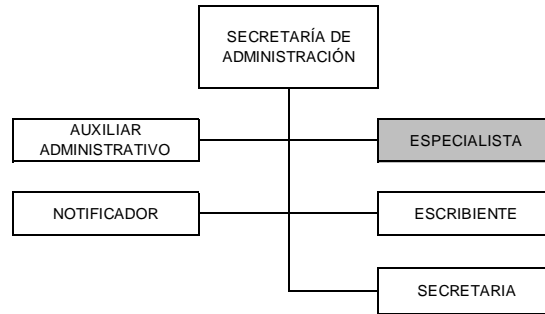 SECRETARÍA DE
ADMINISTRACIÓN
AUXILIAR
ADMINISTRATIVO
ESPECIALISTA
NOTIFICADOR
ESCRIBIENTE
SECRETARIA